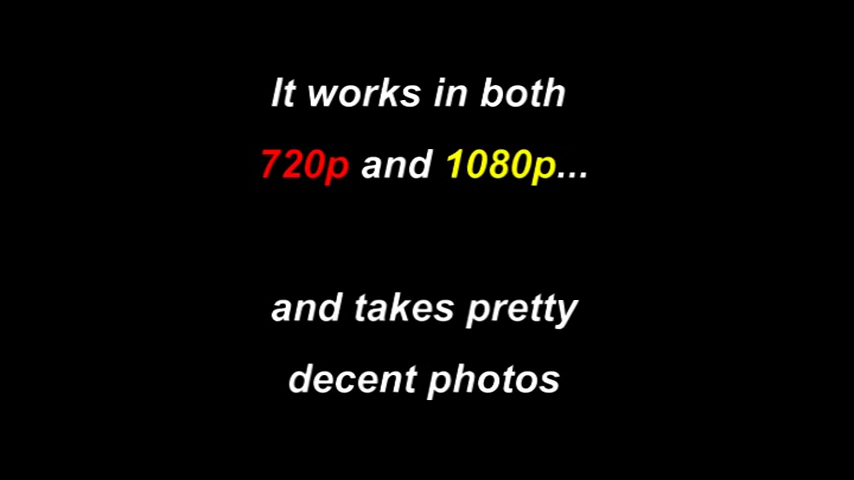 It works in both
720p and 1080p...
and takes pretty
decent photos